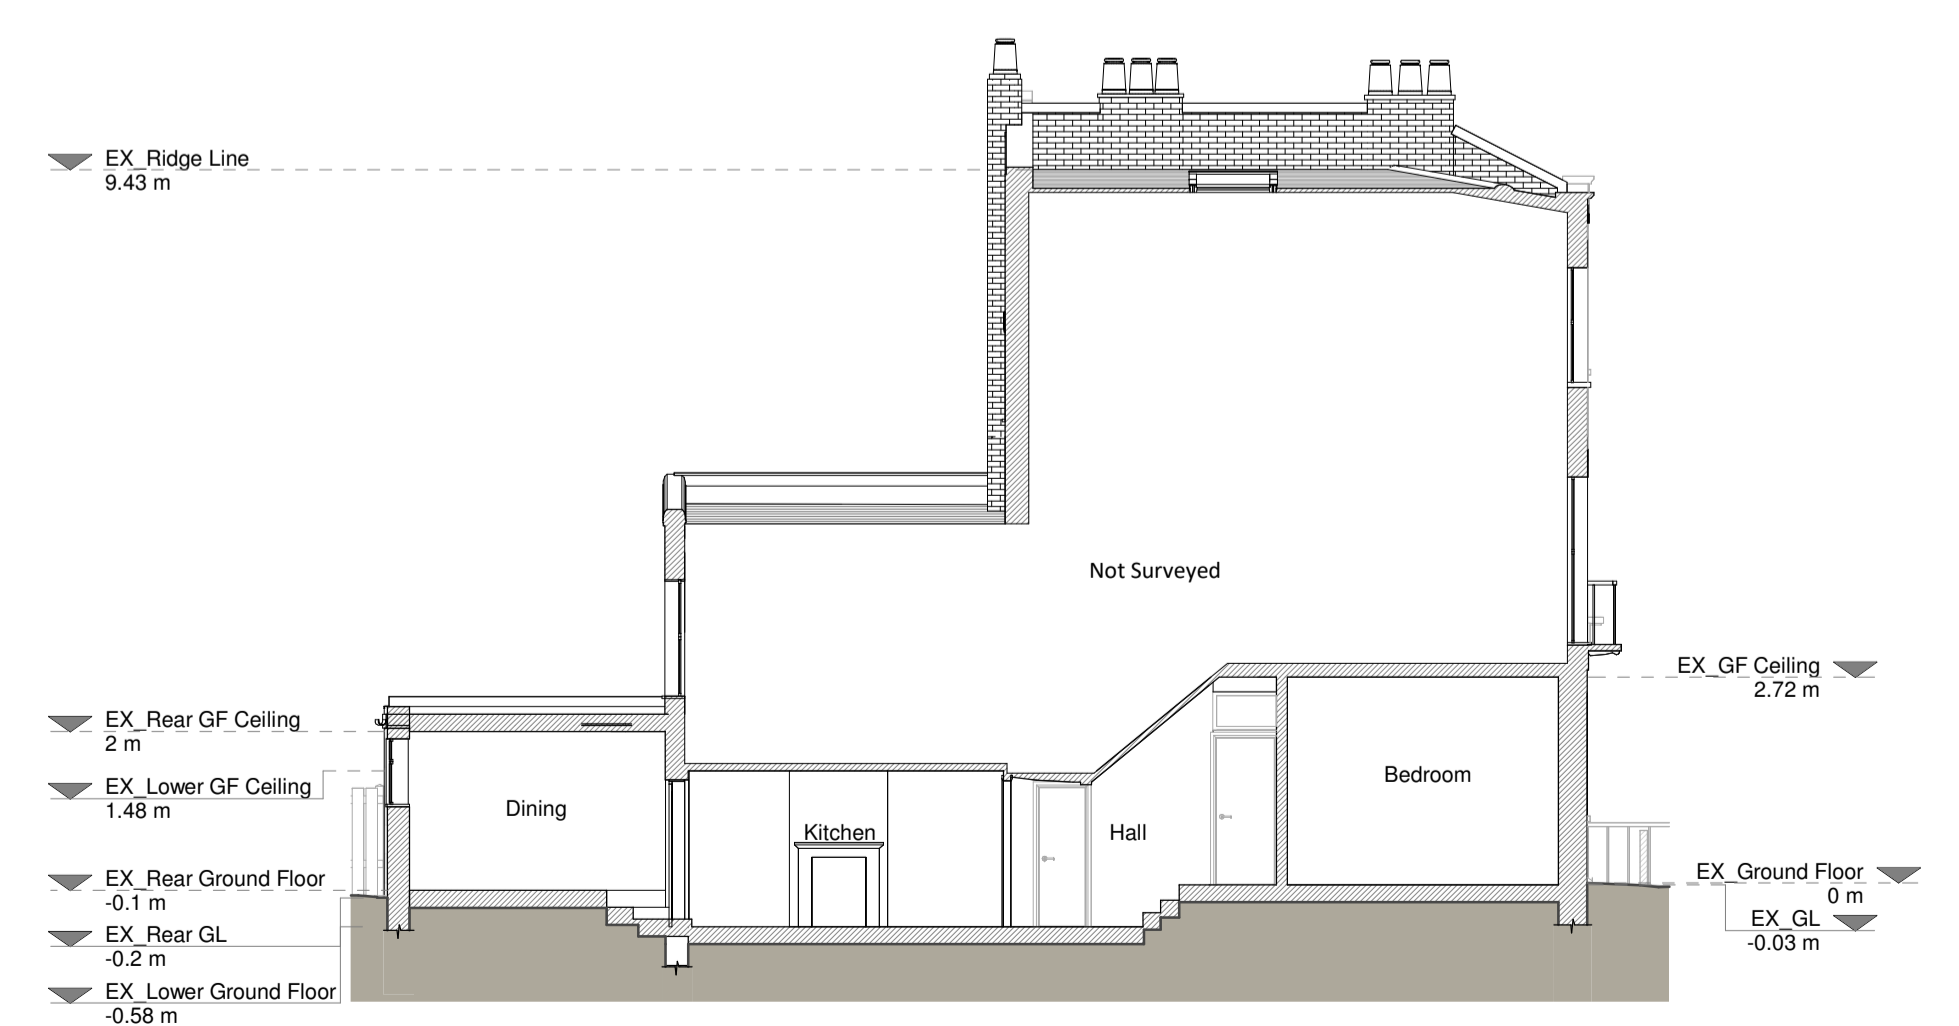 EX_Ridge Line
9.43 m
Not Surveyed
EX_GF Ceiling
2.72 m
EX_Rear GF Ceiling
2 m
EX_Lower GF Ceiling
1.48 m
Dining
Kitchen
Hall
Bedroom
EX_Rear Ground Floor
-0.1 m
EX_Ground Floor
0 m
EX_Rear GL
-0.2 m
EX_GL
-0.03 m
EX_Lower Ground Floor
-0.58 m